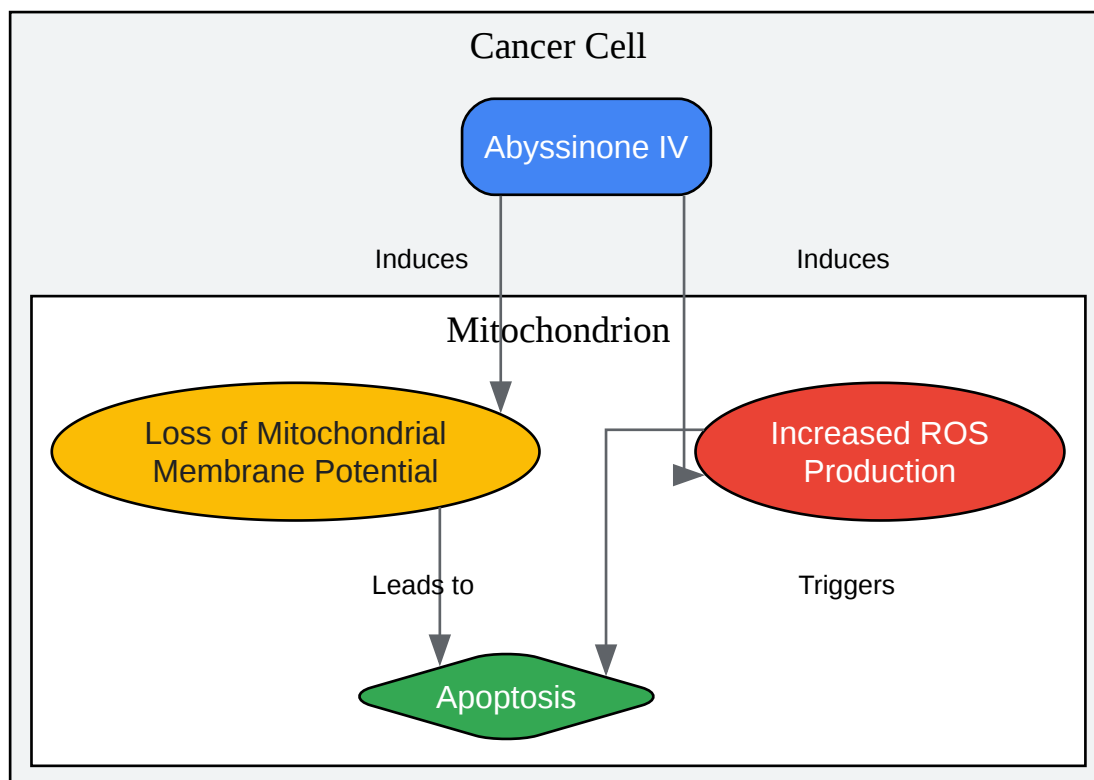 Cancer Cell
Abyssinone IV
Induces
Induces
Mitochondrion
Loss of Mitochondrial
Membrane Potential
Increased ROS
Production
Leads to
Triggers
Apoptosis